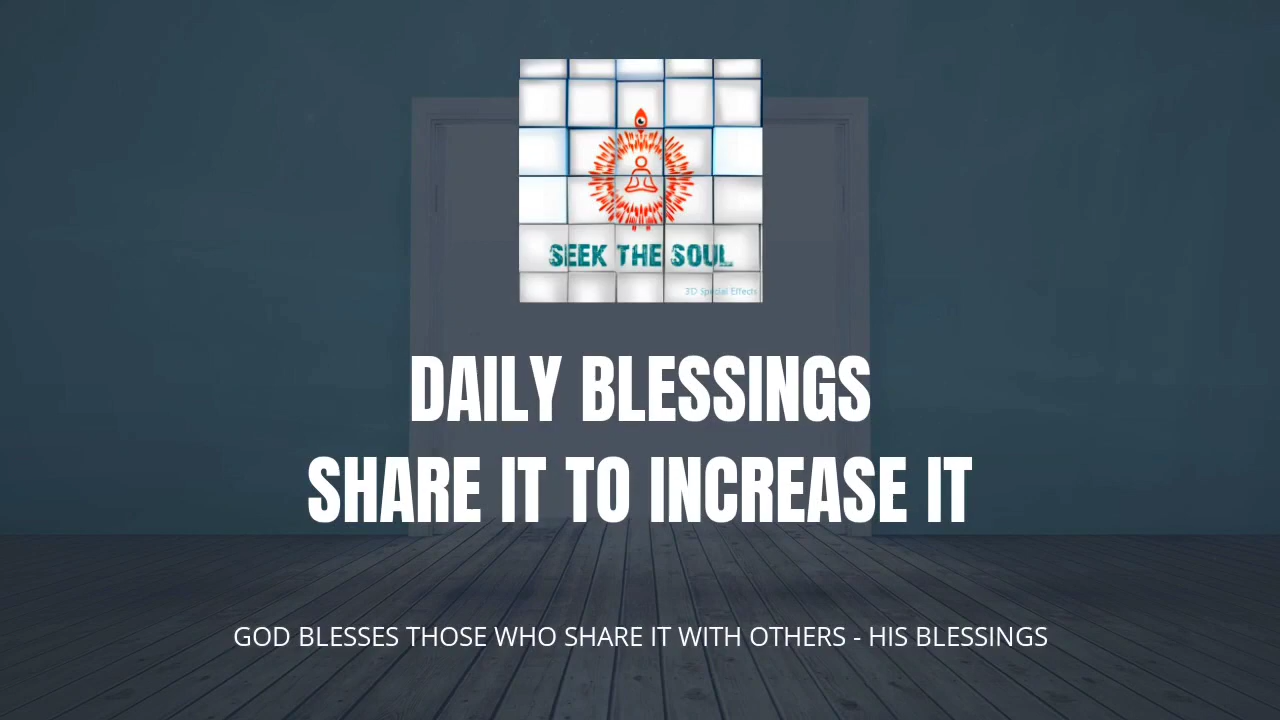 SEEK THE SOUL
3D Special Effects
DAILY BLESSINGS
SHARE IT TO INCREASE IT
GOD BLESSES THOSE WHO SHARE IT WITH OTHERS - HIS BLESSINGS